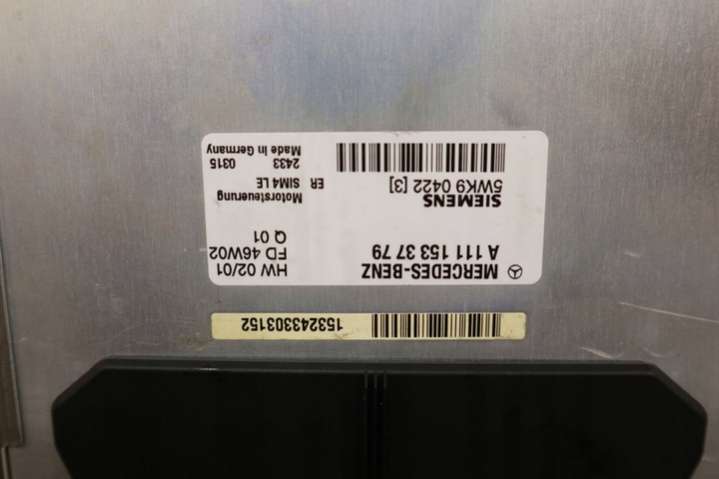 MERCEDES-BENZ
A 111 153 37 79
HW 02/01
FD 46W02
Q 01
SIEMENS
5WK9 0422 [3]
Motorsteuerung
ER SIM4 LE
2433 0315
Made in Germany
153243303152